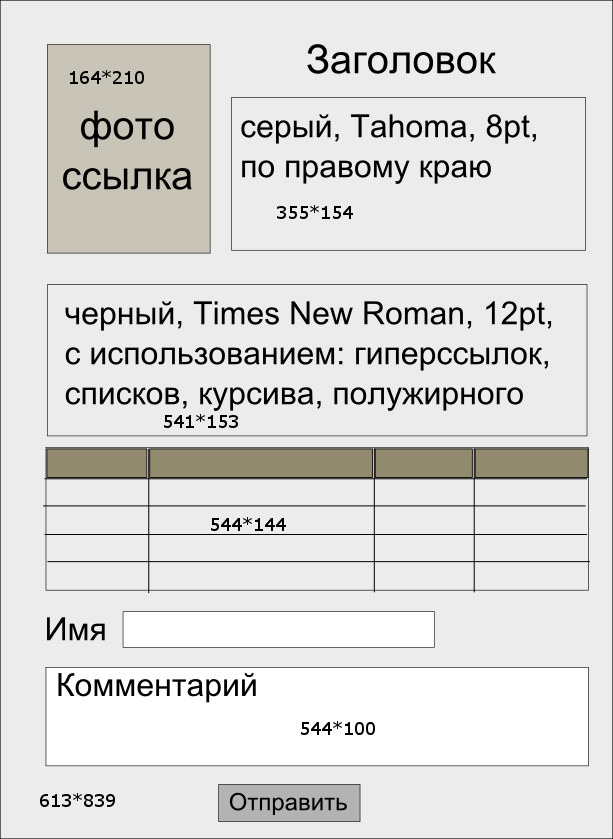 164*210
фото
ссылка
Заголовок
серый, Tahoma, 8pt,
по правому краю
355*154
черный, Times New Roman, 12pt,
с использованием: гиперссылок,
списков, курсива, полужирного
541*153
544*144
Имя
Комментарий
544*100
613*839
Отправить